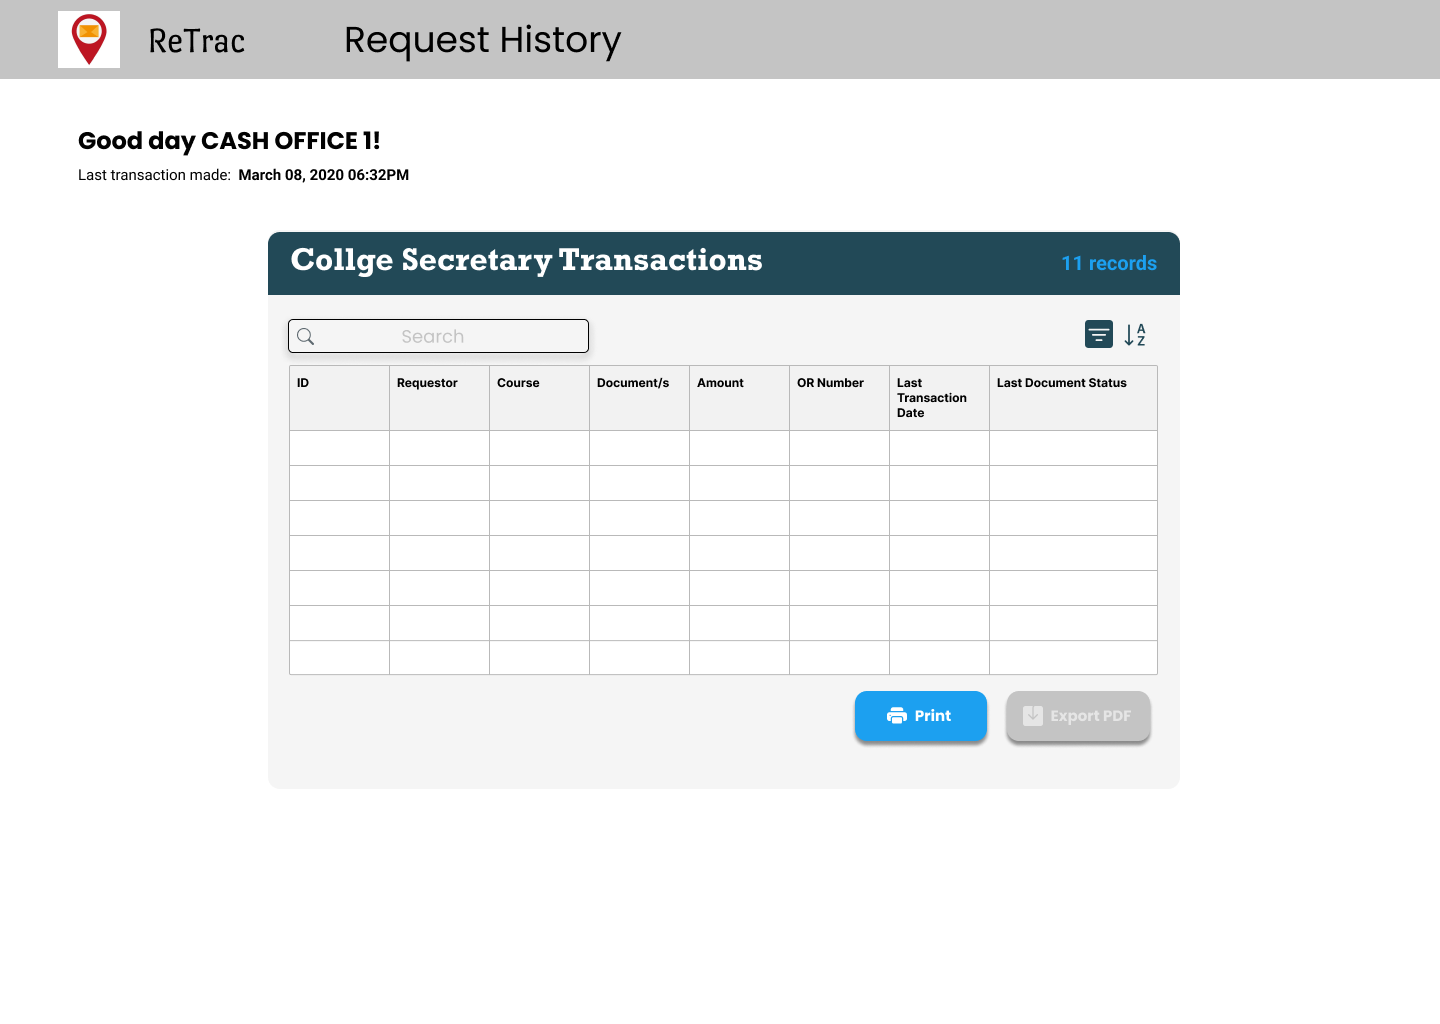 ReTrac
Request History
Good day CASH OFFICE 1!
Last transaction made: March 08, 2020 06:32PM
Collge Secretary Transactions
11 records
Search
A
Z
ID
Requestor
Course
Document/s
Amount
OR Number
Last
Transaction
Date
Last Document Status
Print
Export PDF